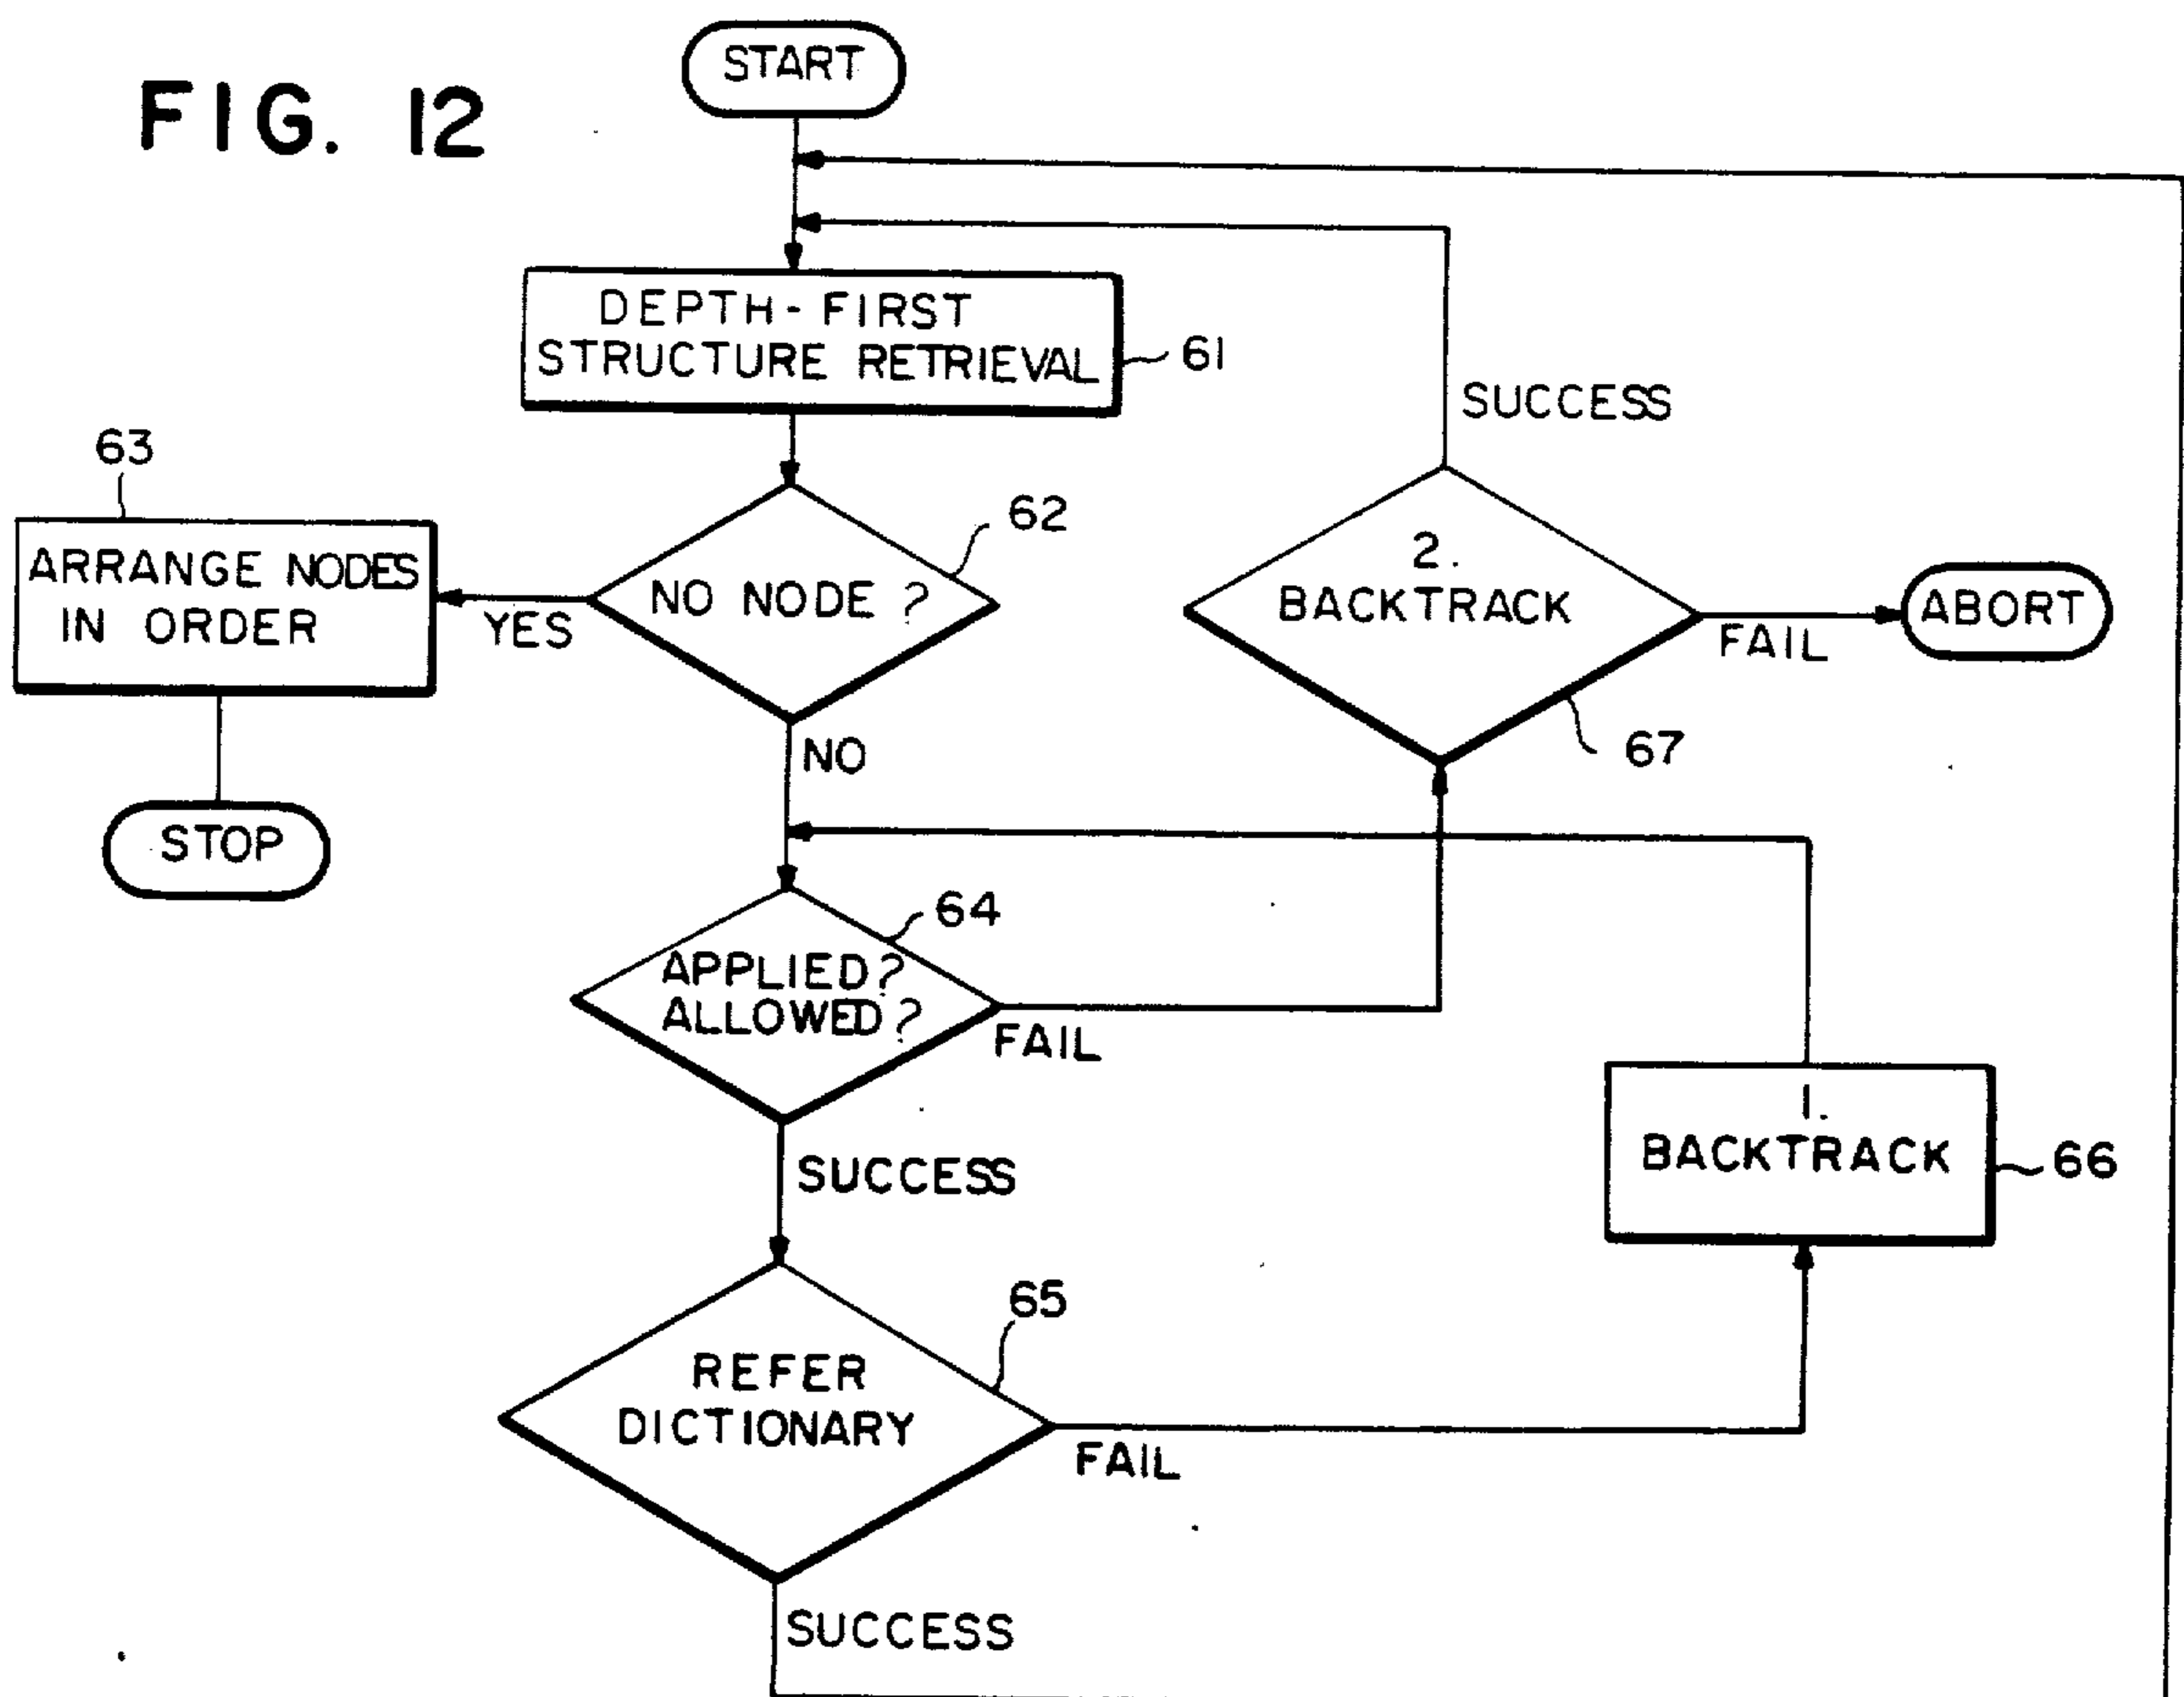 FIG. 12
START
DEPTH-FIRST
STRUCTURE RETRIEVAL
61
SUCCESS
63
62
ARRANGE NODES
IN ORDER
YES
NO NODE ?
2.
BACKTRACK
FAIL
ABORT
67
NO
STOP
64
APPLIED?
ALLOWED?
FAIL
1.
BACKTRACK
66
SUCCESS
65
REFER
DICTIONARY
FAIL
SUCCESS